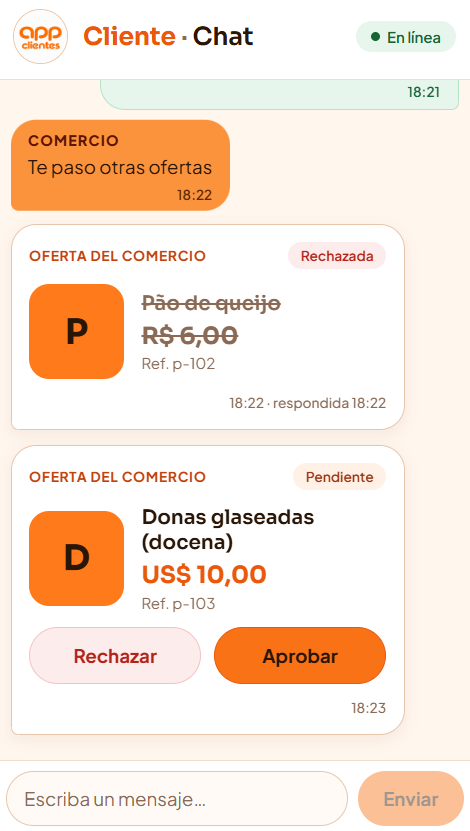 app
clientes
Cliente · Chat
En línea
18:21
COMERCIO
Te paso otras ofertas
18:22
OFERTA DEL COMERCIO
Rechazada
P
Pão de queijo
R$ 6,00
Ref. p-102
18:22 · respondida 18:22
OFERTA DEL COMERCIO
Pendiente
D
Donas glaseadas
(docena)
US$ 10,00
Ref. p-103
Rechazar
Aprobar
18:23
Escriba un mensaje...
Enviar